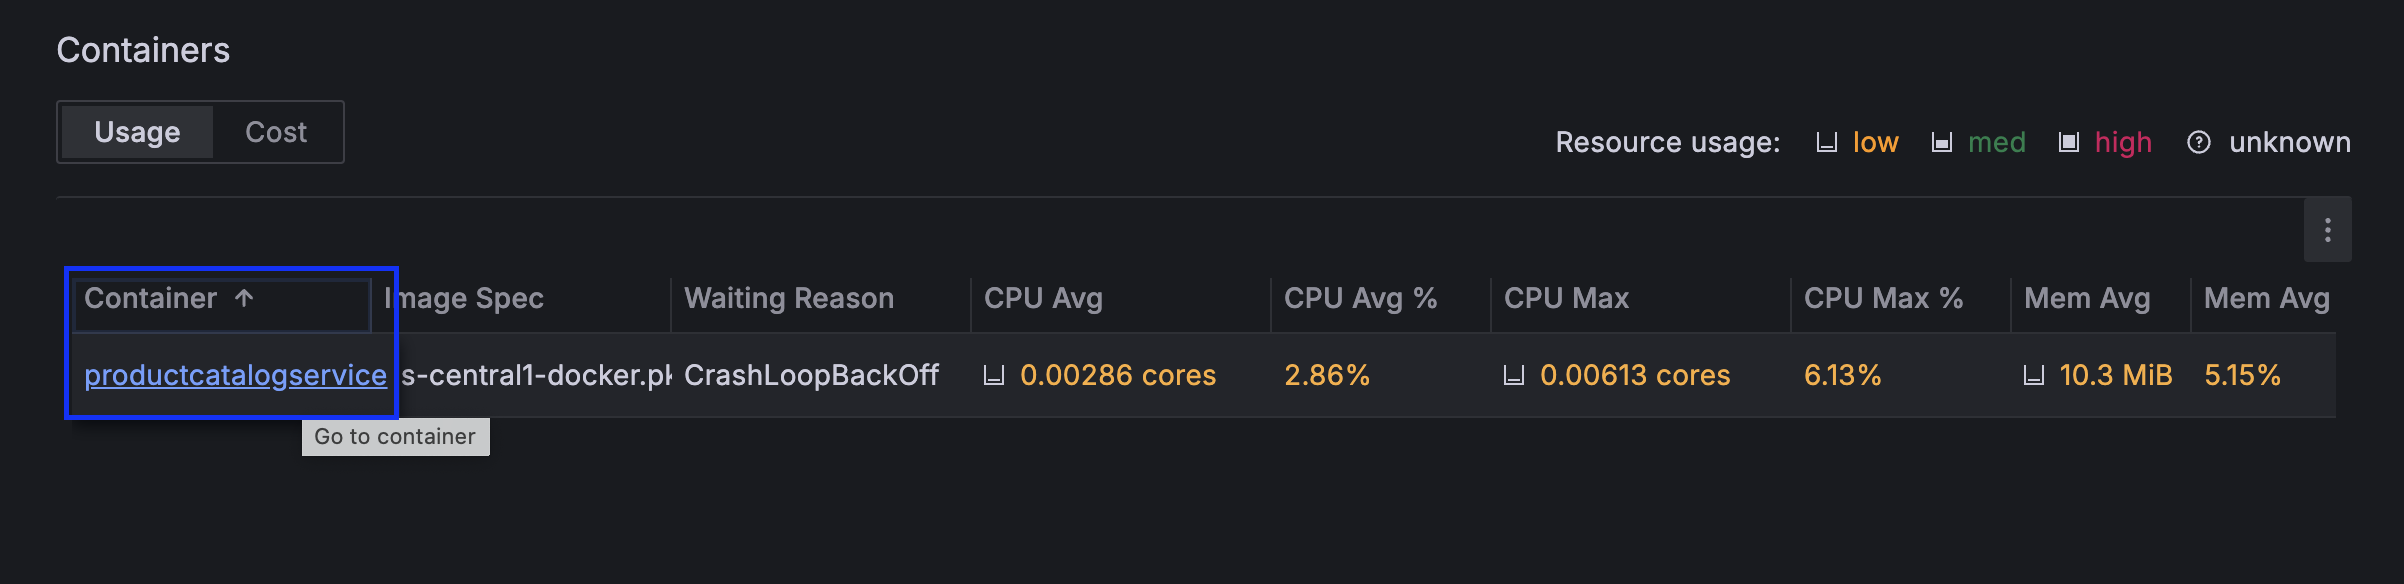 Containers
Usage Cost
Resource usage: low med high unknown
Container Image Spec Waiting Reason CPU Avg CPU Avg % CPU Max CPU Max % Mem Avg Mem Avg
productcatalogservice s-central1-docker.pk CrashLoopBackOff 0.00286 cores 2.86% 0.00613 cores 6.13% 10.3 MiB 5.15%
Go to container